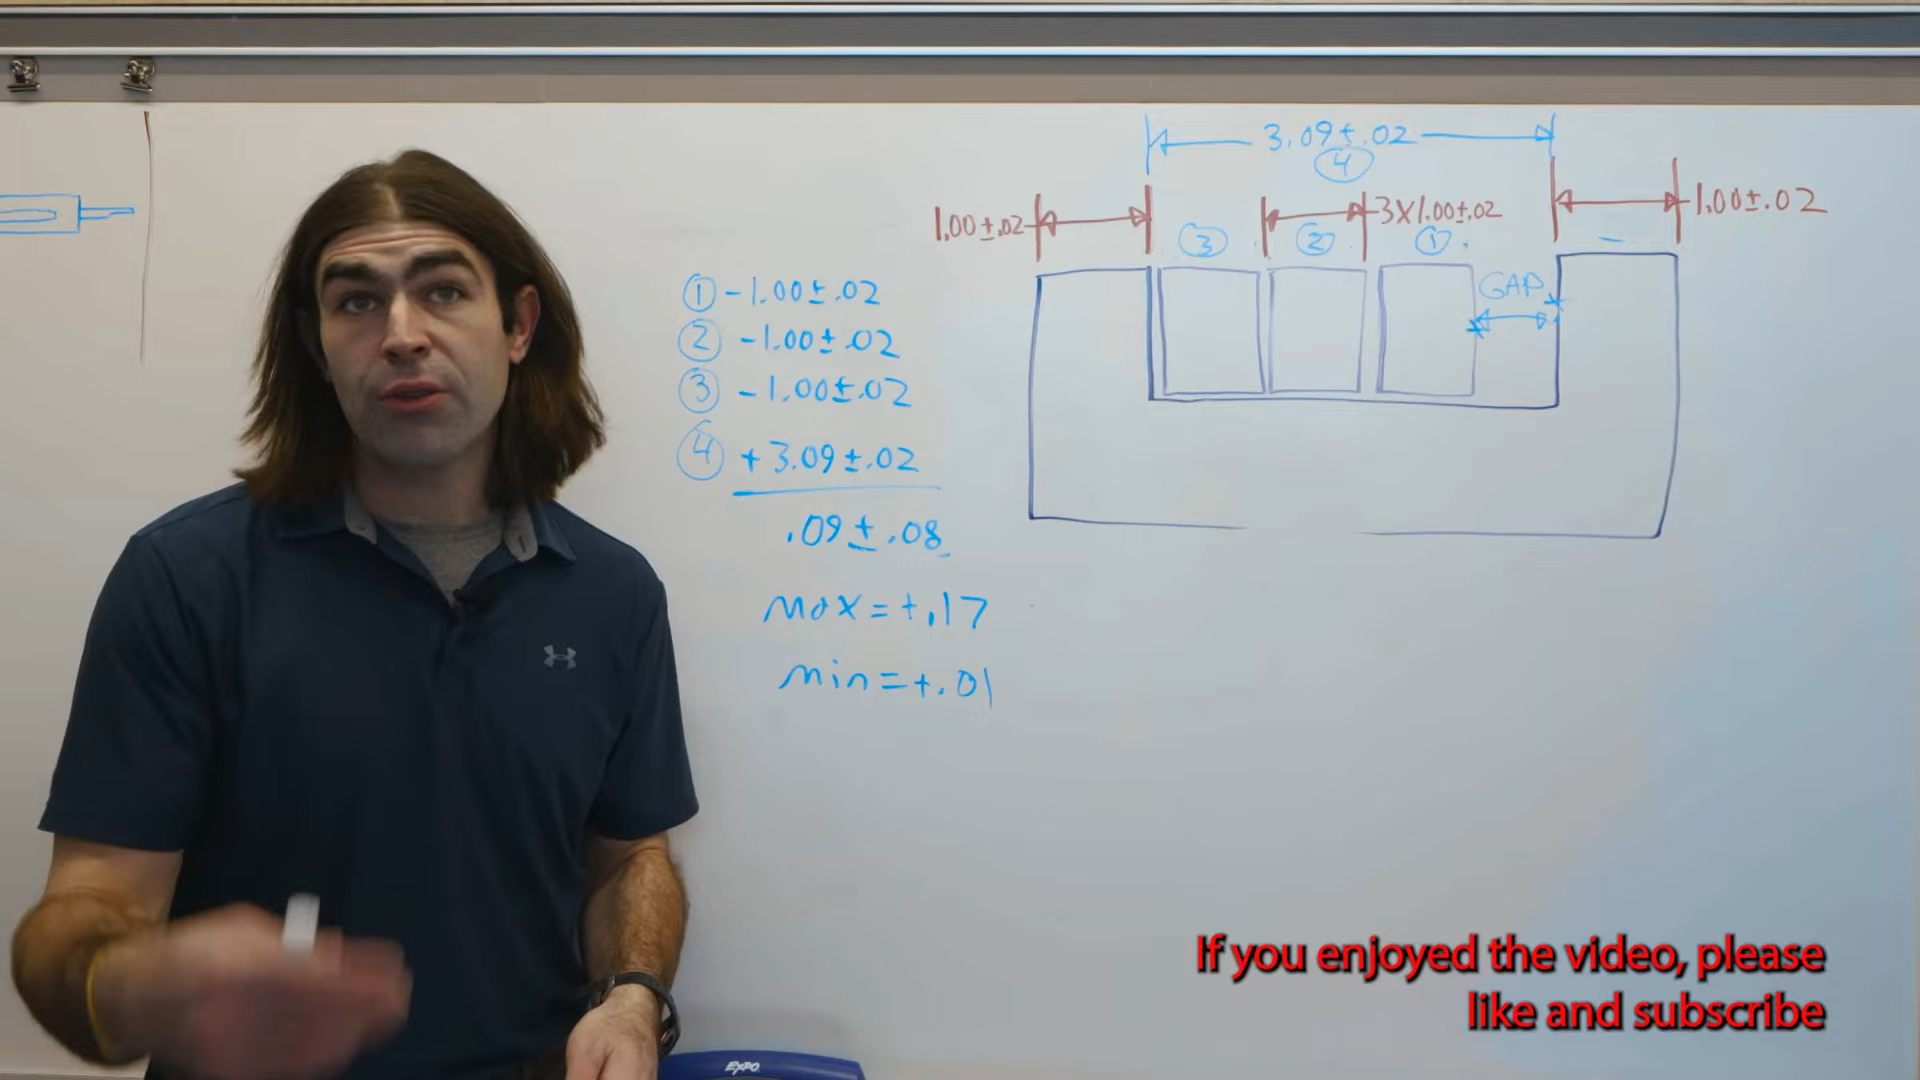 3.09±.02
④
1.00±.02
3X1.00±.02
1.00±.02
③ ② ①
GAP
① -1.00±.02
② -1.00±.02
③ -1.00±.02
④ +3.09±.02
.09±.08
max=+.17
min=+.01
If you enjoyed the video, please
like and subscribe
EXPO